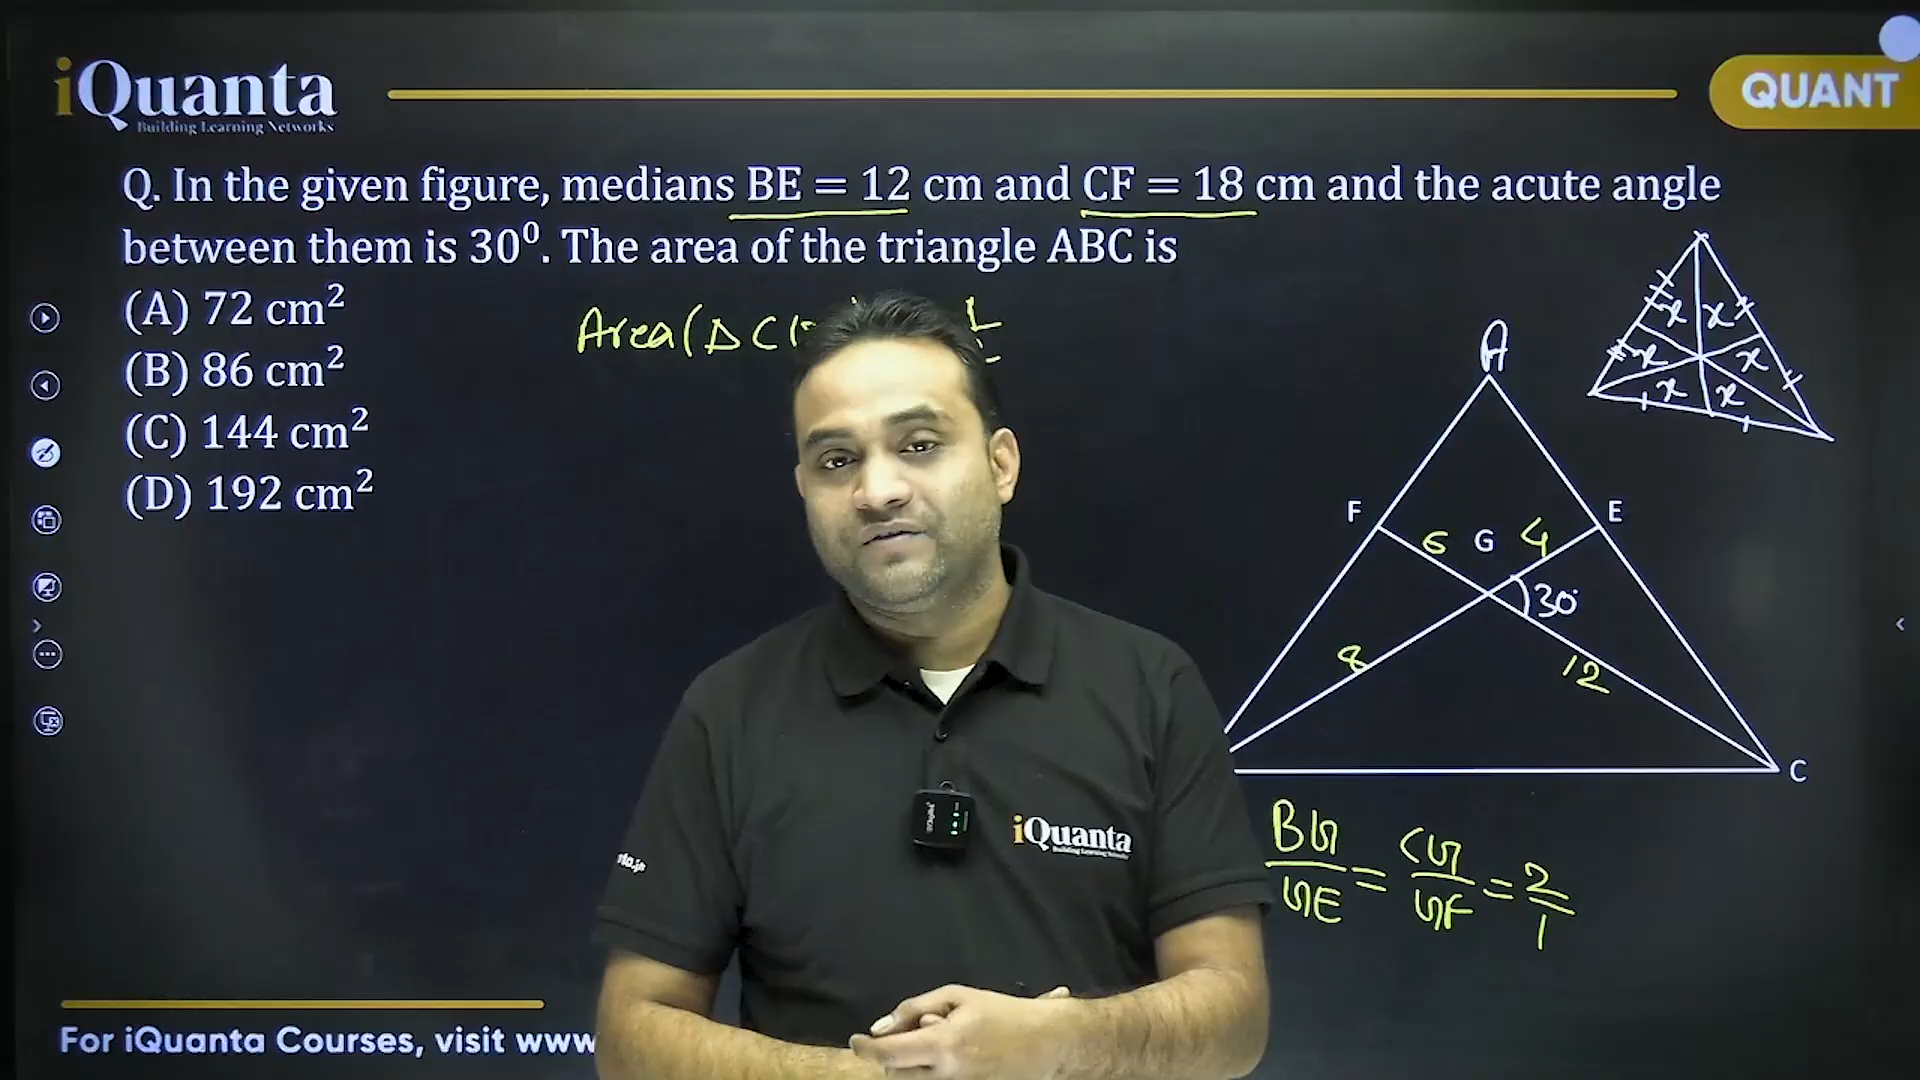 iQuanta
Building Learning Networks
QUANT
Q. In the given figure, medians BE = 12 cm and CF = 18 cm and the acute angle
between them is 30⁰. The area of the triangle ABC is
(A) 72 cm²
(B) 86 cm²
(C) 144 cm²
(D) 192 cm²
Area(Δ C
x x
x x
x x
A
F 6 G 4 E
30°
8 12
C
BG/GE = CG/GF = 2/1
iQuanta
Building Learning Networks
For iQuanta Courses, visit www